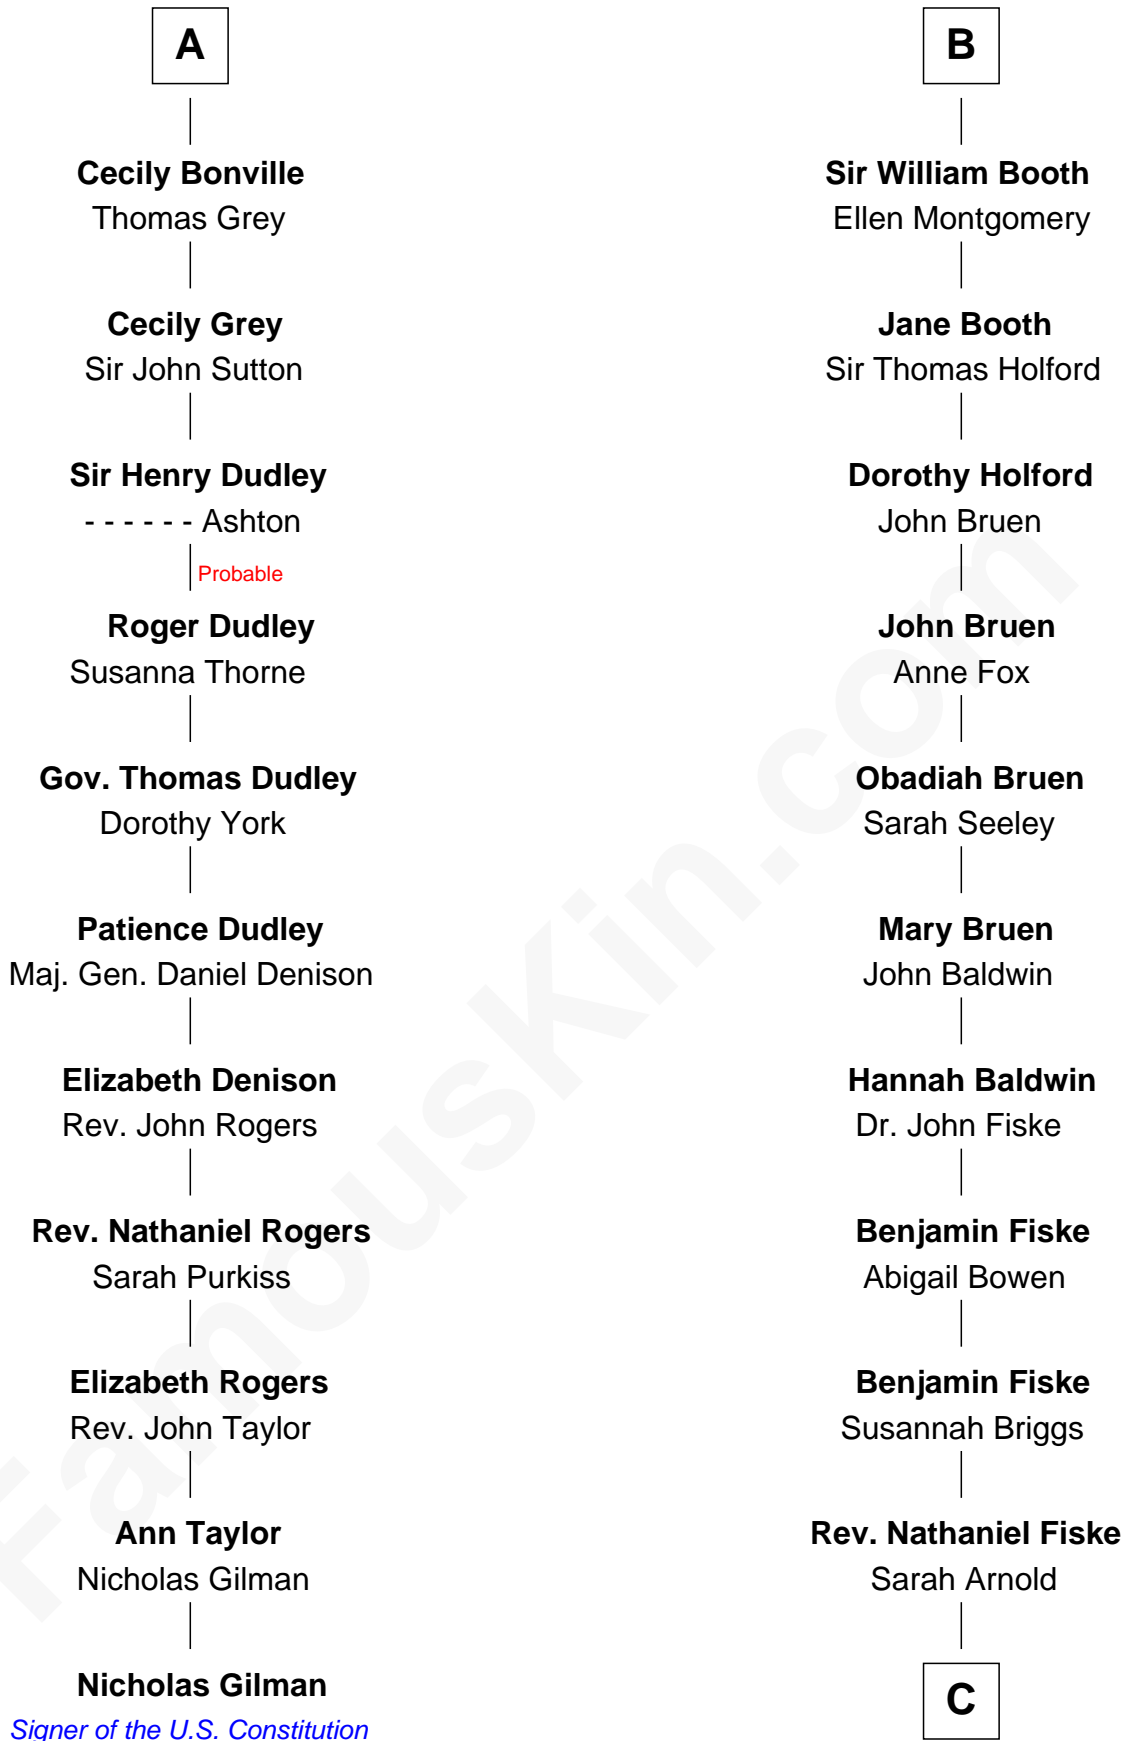 A
Cecily Bonville
Thomas Grey
Cecily Grey
Sir John Sutton
Sir Henry Dudley
- - - - - - Ashton
Probable
Roger Dudley
Susanna Thorne
Gov. Thomas Dudley
Dorothy York
Patience Dudley
Maj. Gen. Daniel Denison
Elizabeth Denison
Rev. John Rogers
Rev. Nathaniel Rogers
Sarah Purkiss
Elizabeth Rogers
Rev. John Taylor
Ann Taylor
Nicholas Gilman
Nicholas Gilman
Signer of the U.S. Constitution
B
Sir William Booth
Ellen Montgomery
Jane Booth
Sir Thomas Holford
Dorothy Holford
John Bruen
John Bruen
Anne Fox
Obadiah Bruen
Sarah Seeley
Mary Bruen
John Baldwin
Hannah Baldwin
Dr. John Fiske
Benjamin Fiske
Abigail Bowen
Benjamin Fiske
Susannah Briggs
Rev. Nathaniel Fiske
Sarah Arnold
C
FamousKin.com